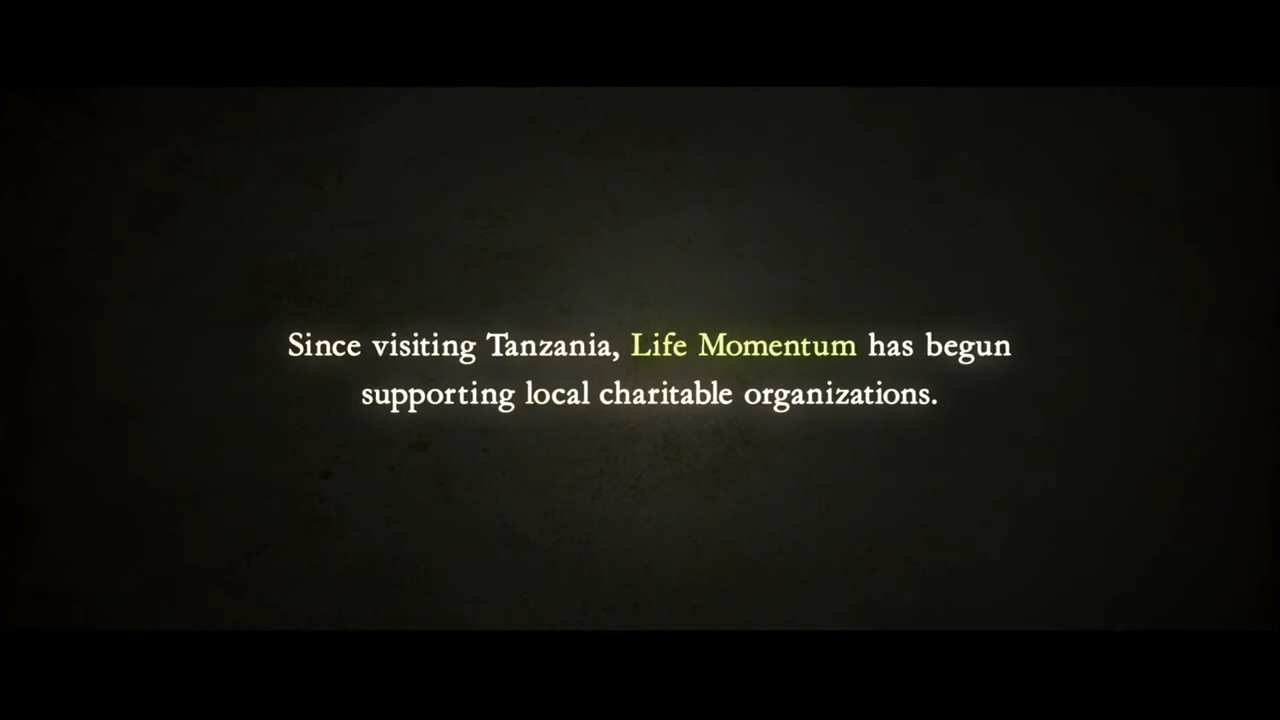 Since visiting Tanzania, Life Momentum has begun
supporting local charitable organizations.